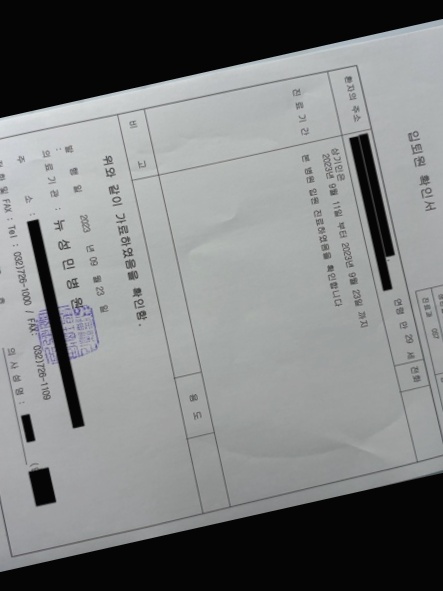 입퇴원 확인서
진료과
연령 만 29 세
전화
환자의 주소
진 료 기 간
상기인은
2023년 9월 11일 부터 2023년 9월 23일 까지
본 병원 입원 진료하였음을 확인합니다
비 고
용 도
위와 같이 가료하였음을 확인함.
발 행 일 : 2023 년 09 월 23 일
의 료 기 관 : 뉴 성 민 병 원
주 소 :
및 FAX : Tel : 032)726-1000 / FAX: 032)726-1109
의 사 성 명 :